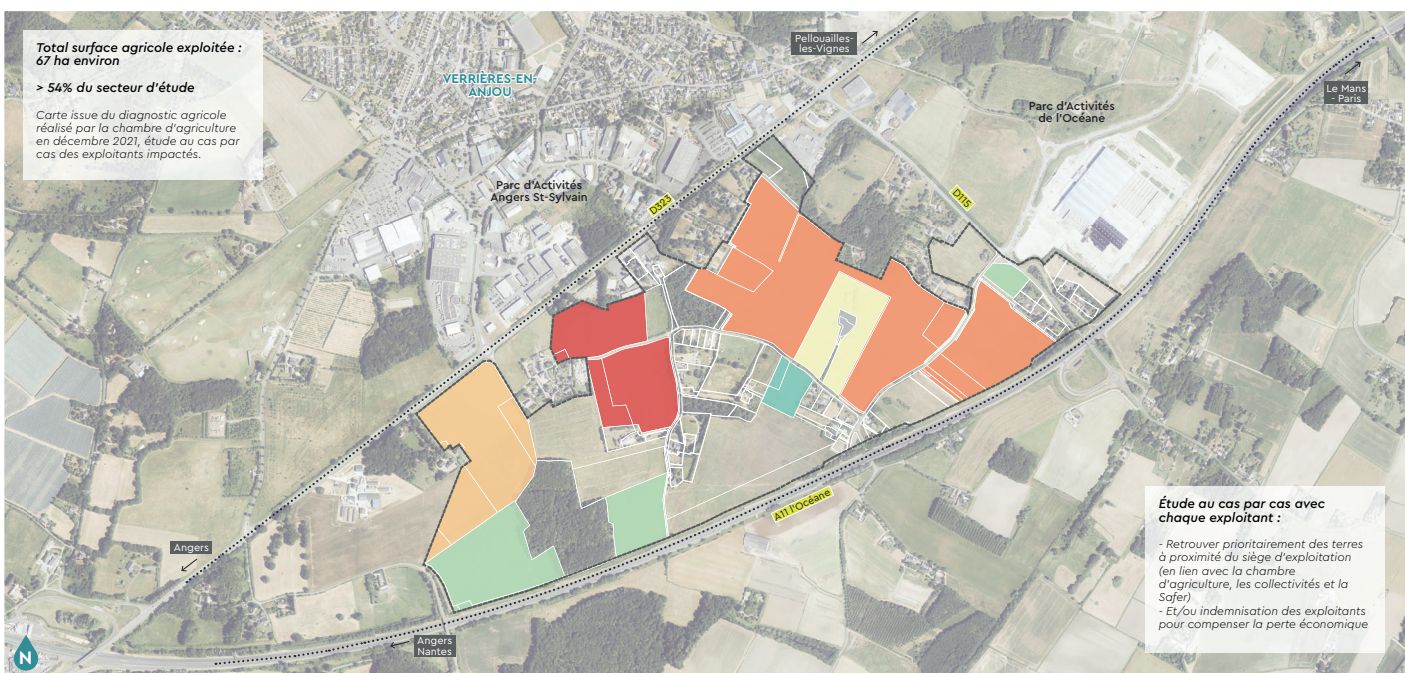 Total surface agricole exploitée :
67 ha environ
> 54% du secteur d'étude
Carte issue du diagnostic agricole
réalisé par la chambre d'agriculture
en décembre 2021, étude au cas par
cas des exploitants impactés.
VERRIÈRES-EN-
ANJOU
Pellouailles-
les-Vignes
Le Mans
- Paris
Parc d'Activités
de l'Océane
Parc d'Activités
Angers St-Sylvain
D323
D115
A11 l'Océane
Angers
Angers
Nantes
N
Étude au cas par cas avec
chaque exploitant :
- Retrouver prioritairement des terres
à proximité du siège d'exploitation
(en lien avec la chambre
d'agriculture, les collectivités et la
Safer)
- Et/ou indemnisation des exploitants
pour compenser la perte économique